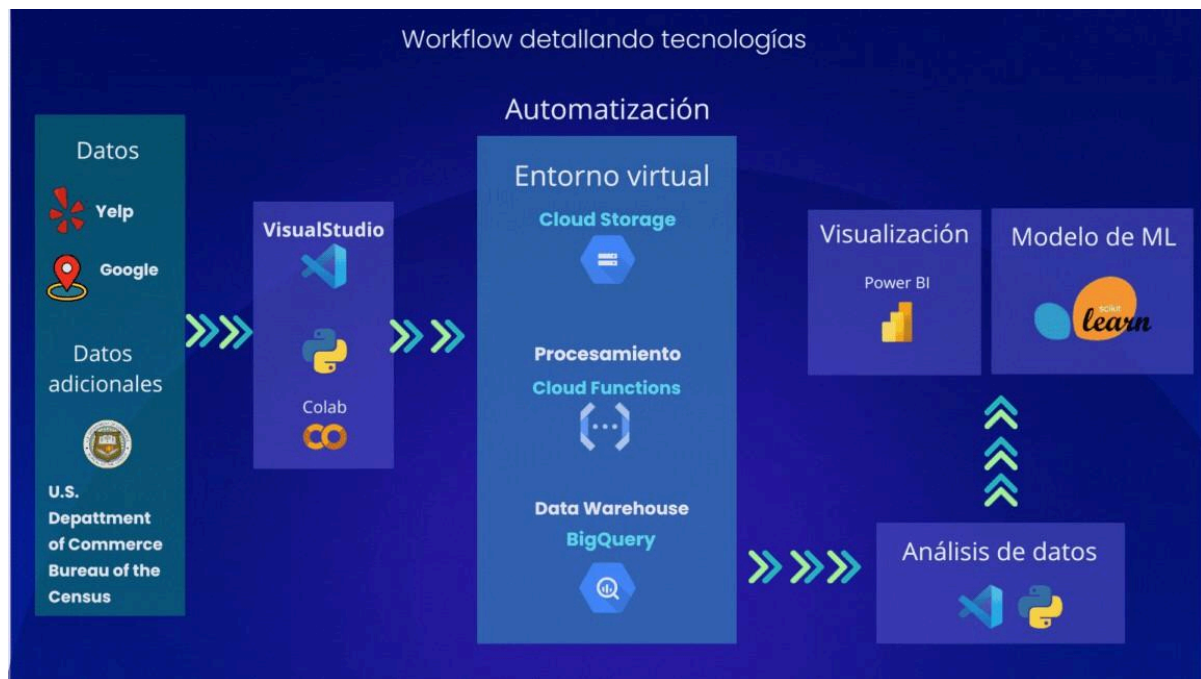 Workflow detallando tecnologías
Datos
Yelp
Google
Datos
adicionales
U.S.
Depattment
of Commerce
Bureau of the
Census
VisualStudio
Colab
Automatización
Entorno virtual
Cloud Storage
Procesamiento
Cloud Functions
Data Warehouse
BigQuery
Visualización
Power BI
Modelo de ML
scikit
learn
Análisis de datos